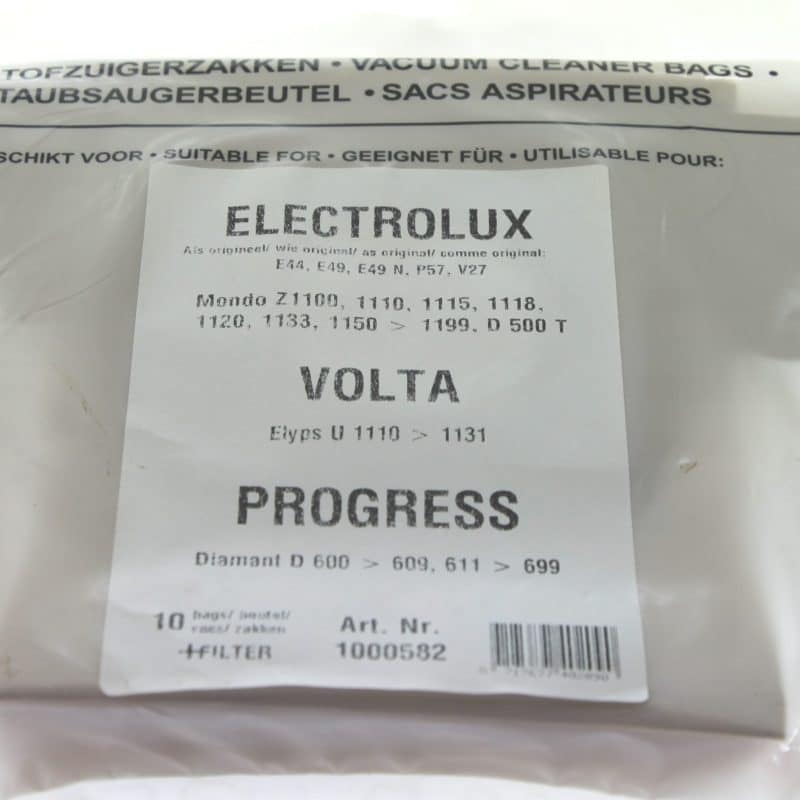 TOFZUIGERZAKKEN • VACUUM CLEANER BAGS •
TAUBSAUGERBEUTEL • SACS ASPIRATEURS
SCHIKT VOOR • SUITABLE FOR • GEEIGNET FÜR • UTILISABLE POUR:
ELECTROLUX
Als origineel/ wie original/ as original/ comme original:
E44, E49, E49 N, P57, V27
Mondo Z1100, 1110, 1115, 1118,
1120, 1133, 1150 > 1199, D 500 T
VOLTA
Elyps U 1110 > 1131
PROGRESS
Diamant D 600 > 609, 611 > 699
10 bags/ beutel/
sacs/ zakken
+FILTER
Art. Nr.
1000582